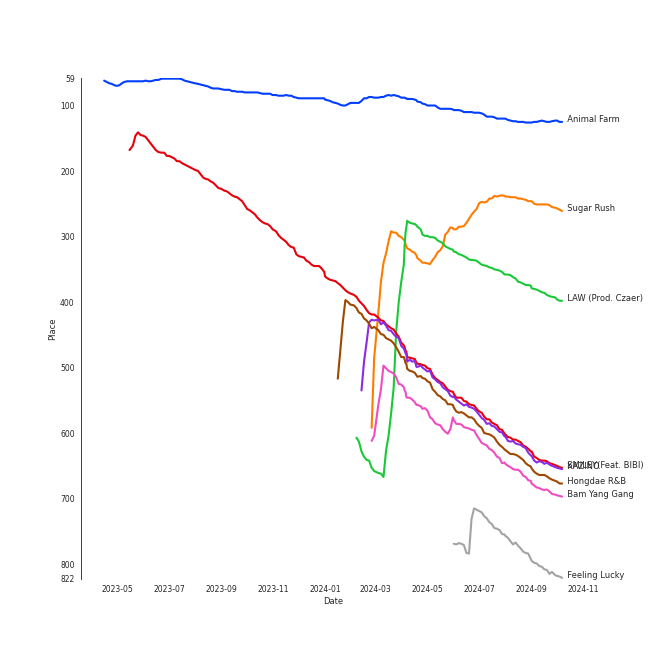 59
100
Animal Farm
200
Sugar Rush
300
LAW (Prod. Czaer)
400
Place
500
600
(Feat. BIBI)
Hongdae R&B
700
Bam Yang Gang
800
822
Feeling Lucky
2023-05
2023-07
2023-09
2023-11
2024-01
2024-03
2024-05
2024-07
2024-09
2024-11
Date